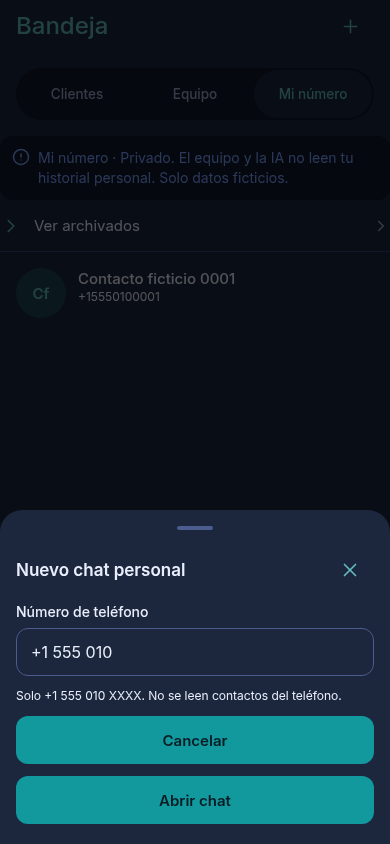 Bandeja
Clientes
Equipo
Mi número
Mi número · Privado. El equipo y la IA no leen tu
historial personal. Solo datos ficticios.
Ver archivados
Cf
Contacto ficticio 0001
+15550100001
Nuevo chat personal
Número de teléfono
+1 555 010
Solo +1 555 010 XXXX. No se leen contactos del teléfono.
Cancelar
Abrir chat